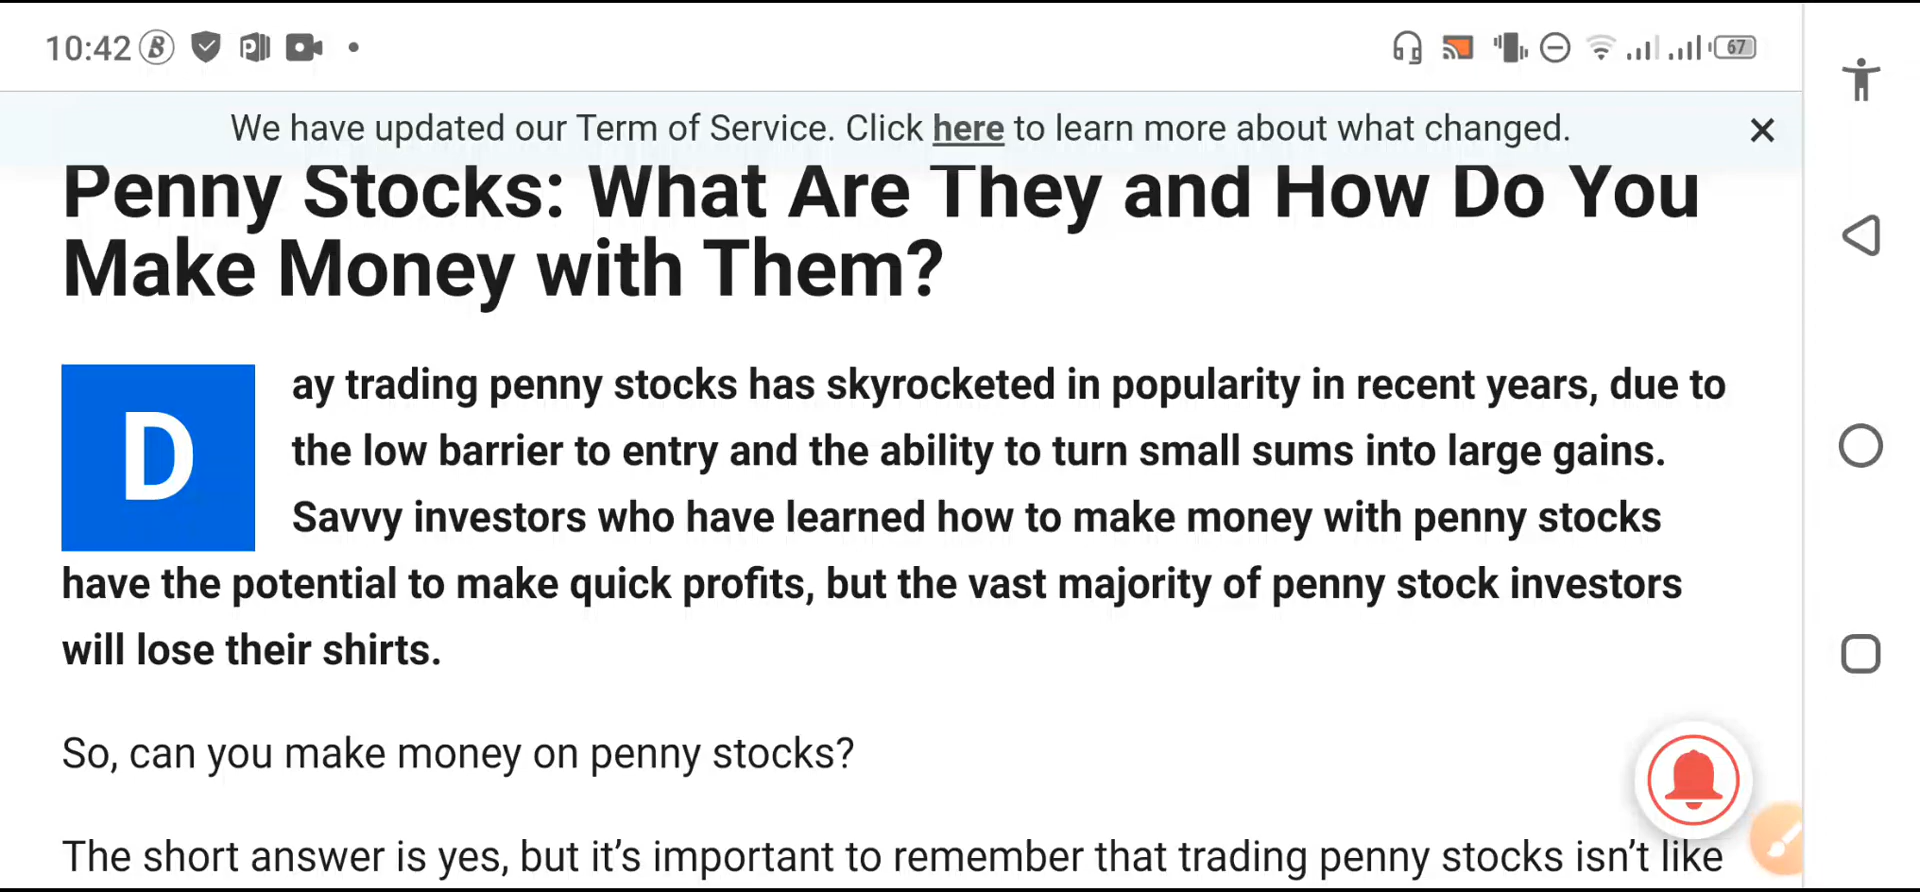 10:42
67
We have updated our Term of Service. Click here to learn more about what changed.
Penny Stocks: What Are They and How Do You
Make Money with Them?
D
ay trading penny stocks has skyrocketed in popularity in recent years, due to
the low barrier to entry and the ability to turn small sums into large gains.
Savvy investors who have learned how to make money with penny stocks
have the potential to make quick profits, but the vast majority of penny stock investors
will lose their shirts.
So, can you make money on penny stocks?
The short answer is yes, but it’s important to remember that trading penny stocks isn’t like